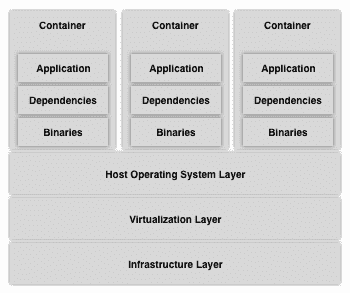 Container Container Container
Application Application Application
Dependencies Dependencies Dependencies
Binaries Binaries Binaries
Host Operating System Layer
Virtualization Layer
Infrastructure Layer